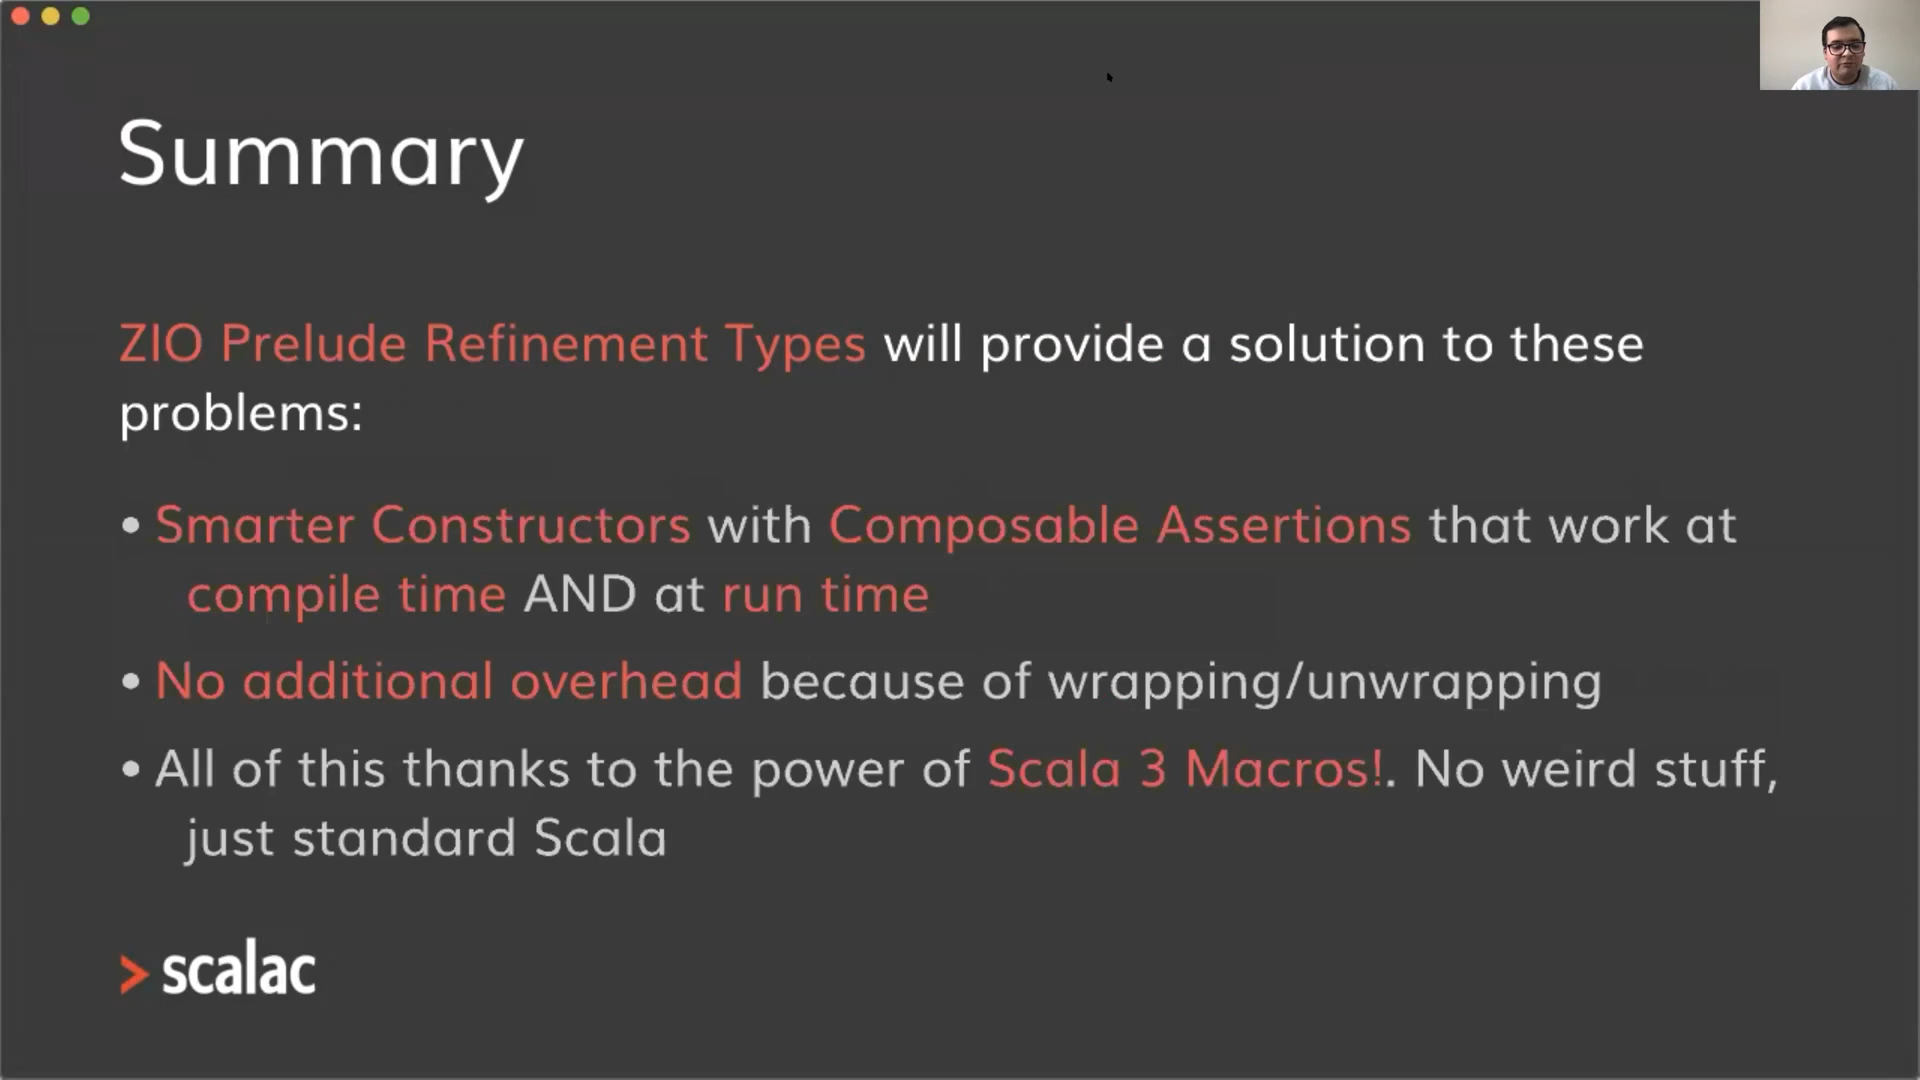 Summary
ZIO Prelude Refinement Types will provide a solution to these
problems:
• Smarter Constructors with Composable Assertions that work at
compile time AND at run time
• No additional overhead because of wrapping/unwrapping
• All of this thanks to the power of Scala 3 Macros!. No weird stuff,
just standard Scala
> scalac